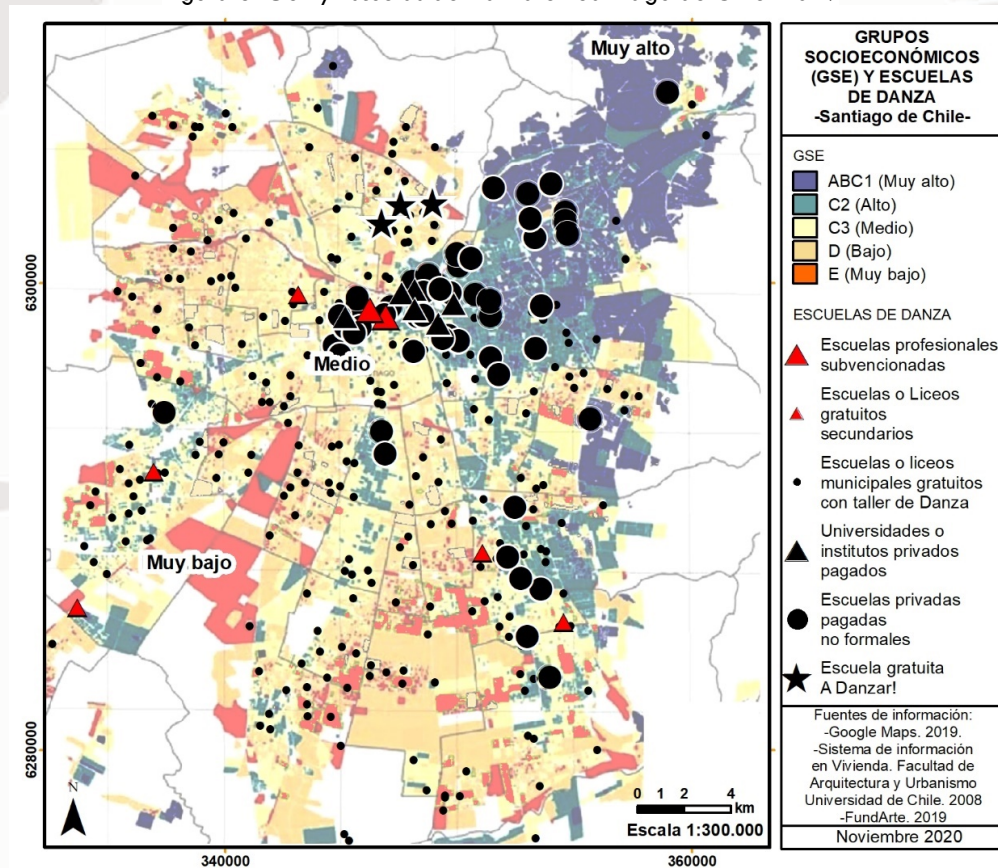 Muy alto
Medio
Muy bajo
6300000
6280000
340000
360000
N
0 1 2 4
km
Escala 1:300.000
GRUPOS
SOCIOECONÓMICOS
(GSE) Y ESCUELAS
DE DANZA
-Santiago de Chile-
GSE
ABC1 (Muy alto)
C2 (Alto)
C3 (Medio)
D (Bajo)
E (Muy bajo)
ESCUELAS DE DANZA
Escuelas profesionales
subvencionadas
Escuelas o Liceos
gratuitos
secundarios
Escuelas o liceos
municipales gratuitos
con taller de Danza
Universidades o
institutos privados
pagados
Escuelas privadas
pagadas
no formales
Escuela gratuita
A Danzar!
Fuentes de información:
-Google Maps. 2019.
-Sistema de información
en Vivienda. Facultad de
Arquitectura y Urbanismo
Universidad de Chile. 2008
-FundArte. 2019
Noviembre 2020